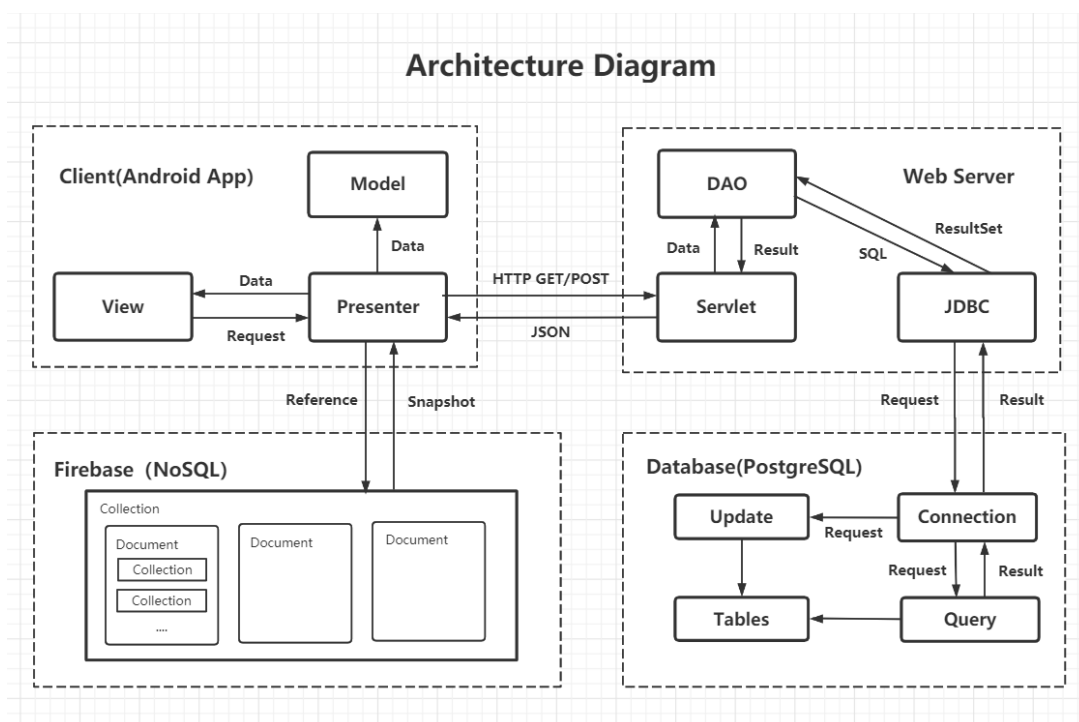 Architecture Diagram
Client(Android App)
Model
Data
View
Data
Request
Presenter
HTTP GET/POST
JSON
Web Server
DAO
Data
Result
SQL
ResultSet
Servlet
JDBC
Reference
Snapshot
Request
Result
Firebase（NoSQL）
Collection
Document
Collection
Collection
....
Document
Document
Database(PostgreSQL)
Update
Request
Connection
Request
Result
Tables
Query